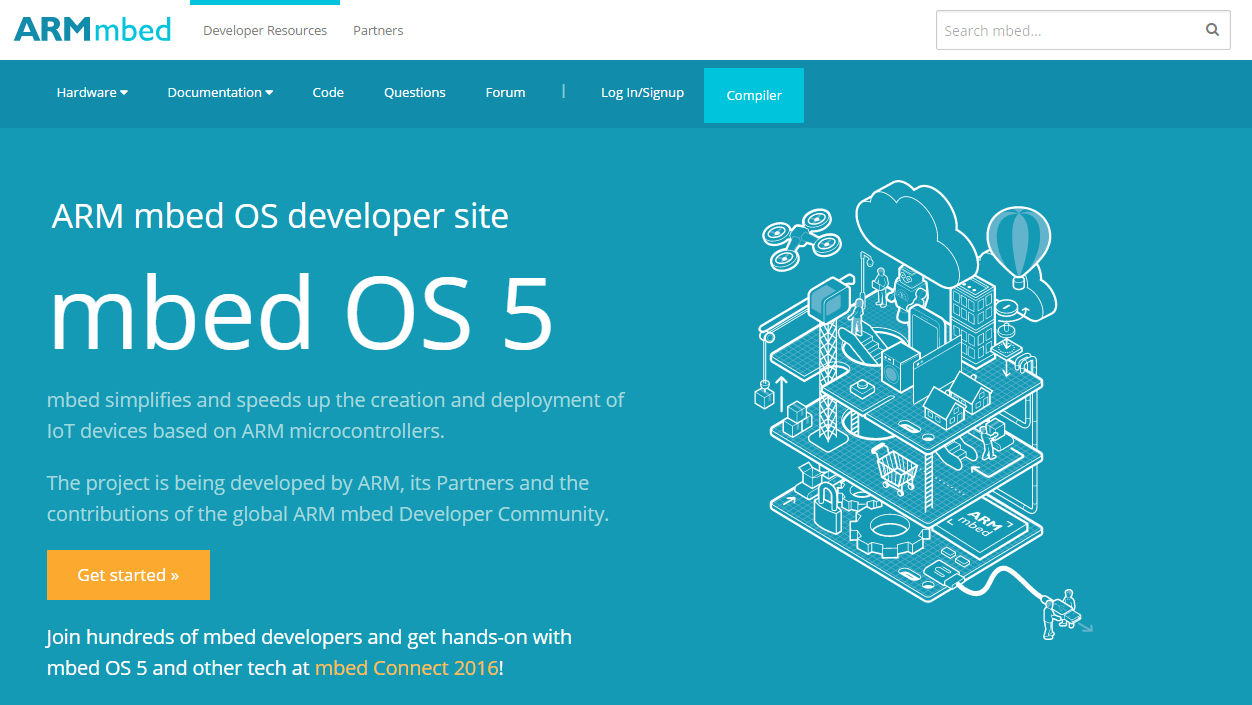 ARMmbed
Developer Resources
Partners
Search mbed...
Hardware
Documentation
Code
Questions
Forum
|
Log In/Signup
Compiler
ARM mbed OS developer site
mbed OS 5
mbed simplifies and speeds up the creation and deployment of
IoT devices based on ARM microcontrollers.
The project is being developed by ARM, its Partners and the
contributions of the global ARM mbed Developer Community.
Get started »
Join hundreds of mbed developers and get hands-on with
mbed OS 5 and other tech at mbed Connect 2016!
ARM
mbed